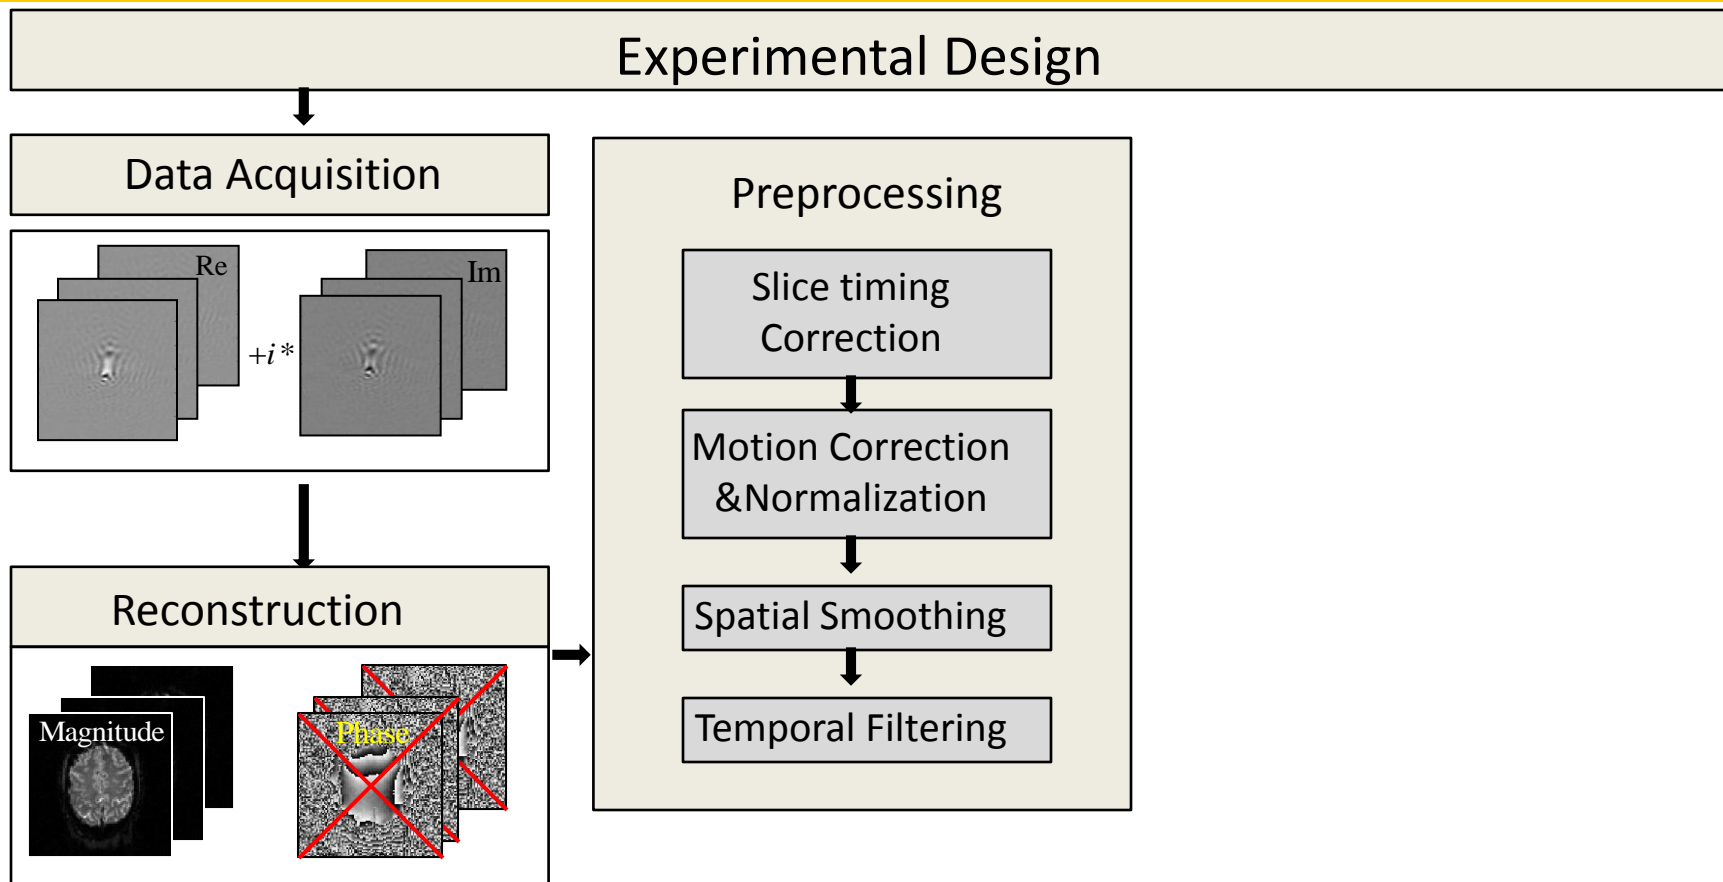 Experimental Design
Data Acquisition
Re
+i*
Im
Reconstruction
Magnitude
Phase
Preprocessing
Slice timing
Correction
Motion Correction
&Normalization
Spatial Smoothing
Temporal Filtering